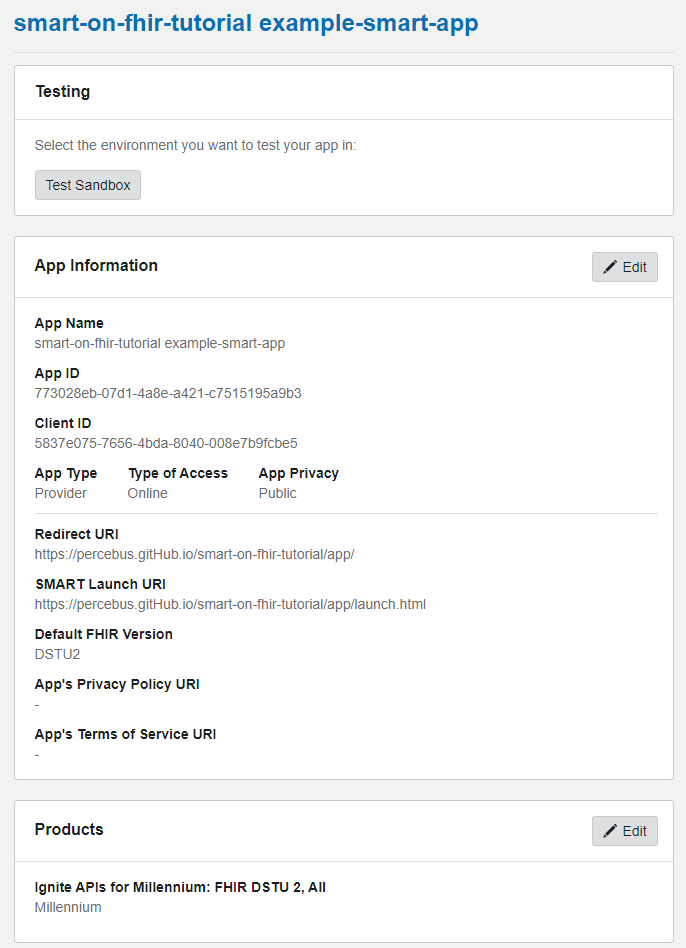 smart-on-fhir-tutorial example-smart-app
Testing
Select the environment you want to test your app in:
Test Sandbox
App Information
Edit
App Name
smart-on-fhir-tutorial example-smart-app
App ID
773028eb-07d1-4a8e-a421-c7515195a9b3
Client ID
5837e075-7656-4bda-8040-008e7b9fcbe5
App Type Type of Access App Privacy
Provider Online Public
Redirect URI
https://percebus.gitHub.io/smart-on-fhir-tutorial/app/
SMART Launch URI
https://percebus.gitHub.io/smart-on-fhir-tutorial/app/launch.html
Default FHIR Version
DSTU2
App's Privacy Policy URI
-
App's Terms of Service URI
-
Products
Edit
Ignite APIs for Millennium: FHIR DSTU 2, All
Millennium